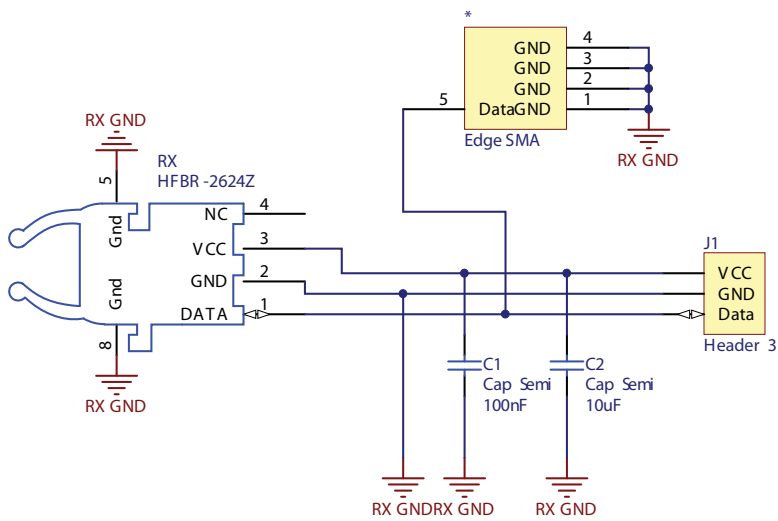 *
GND 4
GND 3
GND 2
5 DataGND 1
Edge SMA
RX GND
RX GND
RX
HFBR-2624Z
5
Gnd
NC 4
VCC 3
GND 2
DATA 1
Gnd
8
RX GND
J1
VCC
GND
Data
Header 3
C1
Cap Semi
100nF
C2
Cap Semi
10uF
RX GND
RX GND
RX GND